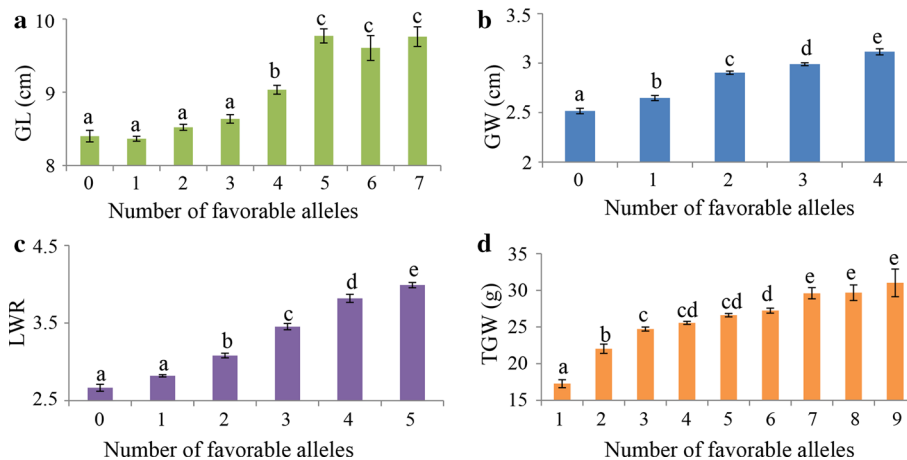 a
10
9
8
GL (cm)
a a a a b c c c
0 1 2 3 4 5 6 7
Number of favorable alleles
b
3.5
3
2.5
2
GW (cm)
a b c d e
0 1 2 3 4
Number of favorable alleles
c
4.5
3.5
2.5
LWR
a a b c d e
0 1 2 3 4 5
Number of favorable alleles
d
35
30
25
20
15
TGW (g)
a b c cd cd d e e e
1 2 3 4 5 6 7 8 9
Number of favorable alleles